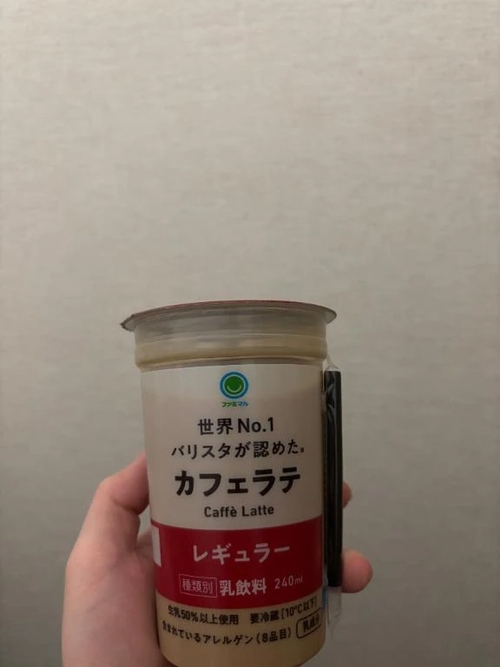 ファミマル
世界No.1
バリスタが認めた。
カフェラテ
Caffè Latte
レギュラー
種類別 乳飲料 240ml
生乳50%以上使用 要冷蔵[10℃以下]
含まれているアレルゲン(8品目) 乳成分